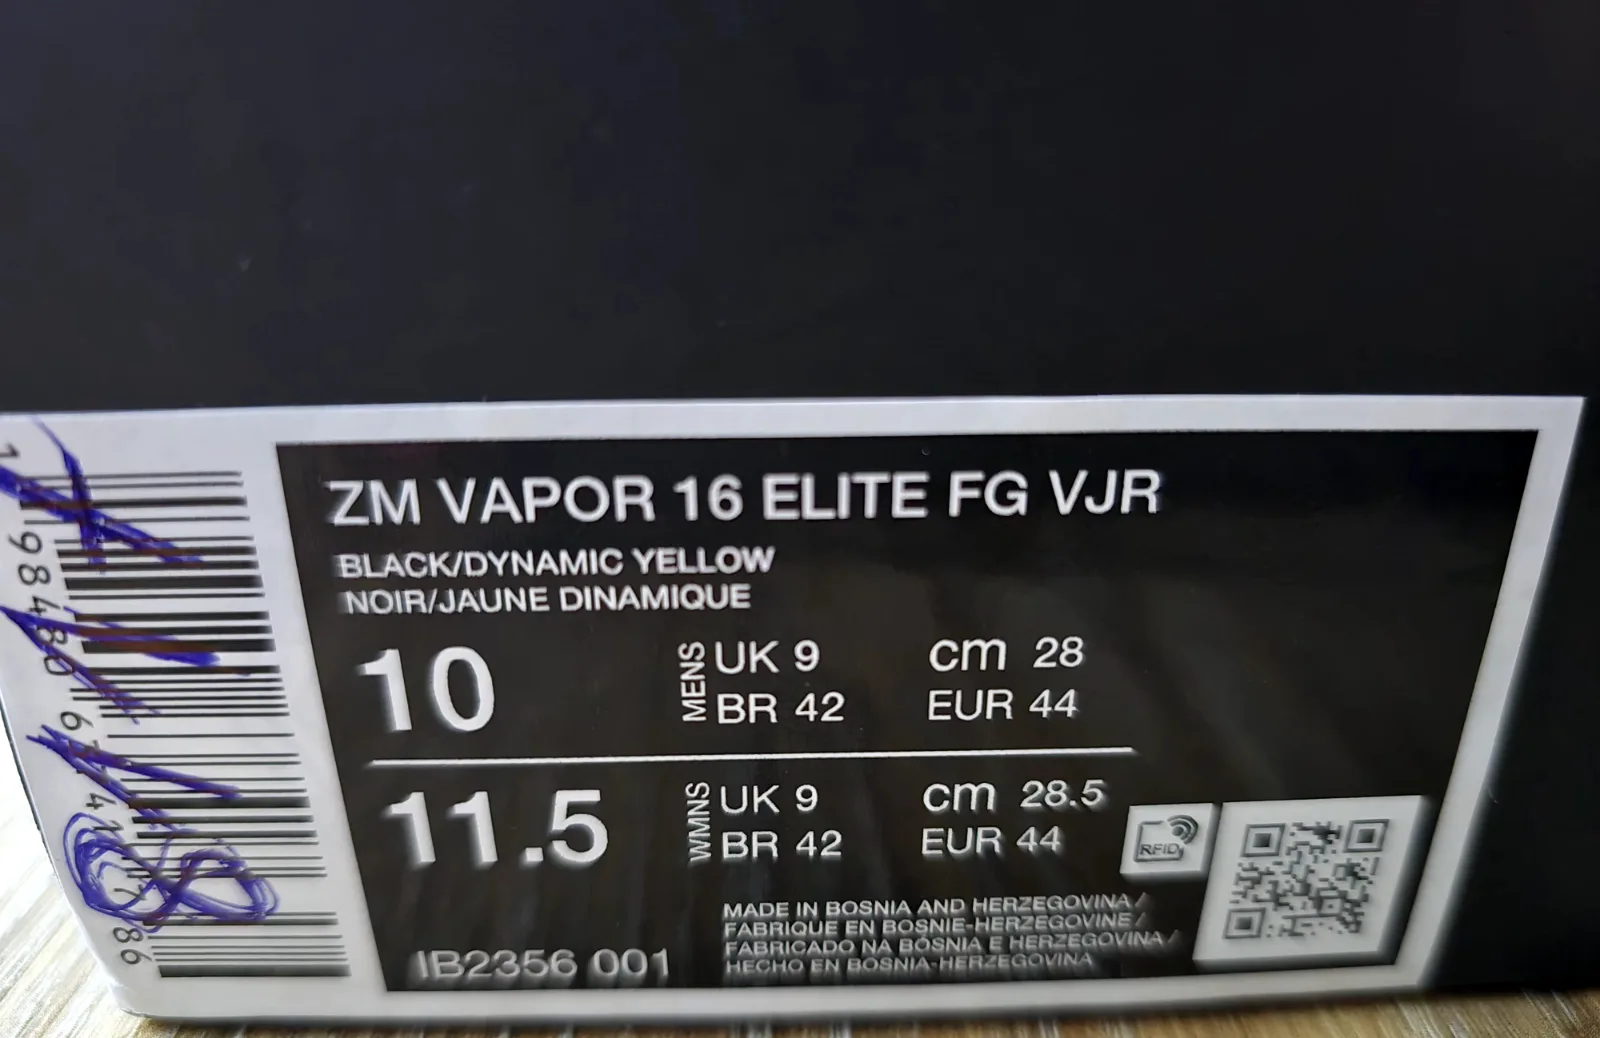 ZM VAPOR 16 ELITE FG VJR
BLACK/DYNAMIC YELLOW
NOIR/JAUNE DINAMIQUE
10
MENS
UK 9 cm 28
BR 42 EUR 44
11.5
WMNS
UK 9 cm 28.5
BR 42 EUR 44
RFID
MADE IN BOSNIA AND HERZEGOVINA /
FABRIQUE EN BOSNIE-HERZEGOVINE /
FABRICADO NA BÓSNIA E HERZEGOVINA /
HECHO EN BOSNIA-HERZEGOVINA
IB2356 001